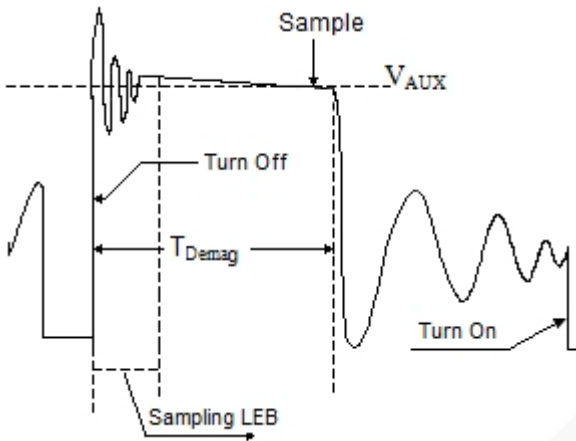 Sample
VAUX
Turn Off
TDemag
Turn On
Sampling LEB